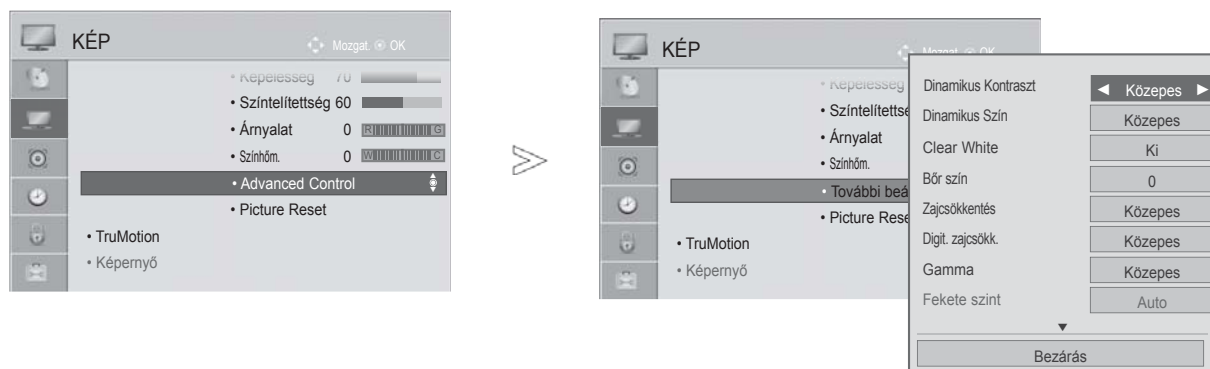 KÉP
Mozgat. OK
• Képélesség 70
• Színtelítettség 60
• Árnyalat 0 R G
• Színhőm. 0 W C
• Advanced Control
• Picture Reset
• TruMotion
• Képernyő
KÉP
Mozgat. OK
• Képélesség
• Színtelítettsé
• Árnyalat
• Színhőm.
• További beá
• Picture Rese
• TruMotion
• Képernyő
Dinamikus Kontraszt ◄ Közepes ►
Dinamikus Szín Közepes
Clear White Ki
Bőr szín 0
Zajcsökkentés Közepes
Digit. zajcsökk. Közepes
Gamma Közepes
Fekete szint Auto
▼
Bezárás